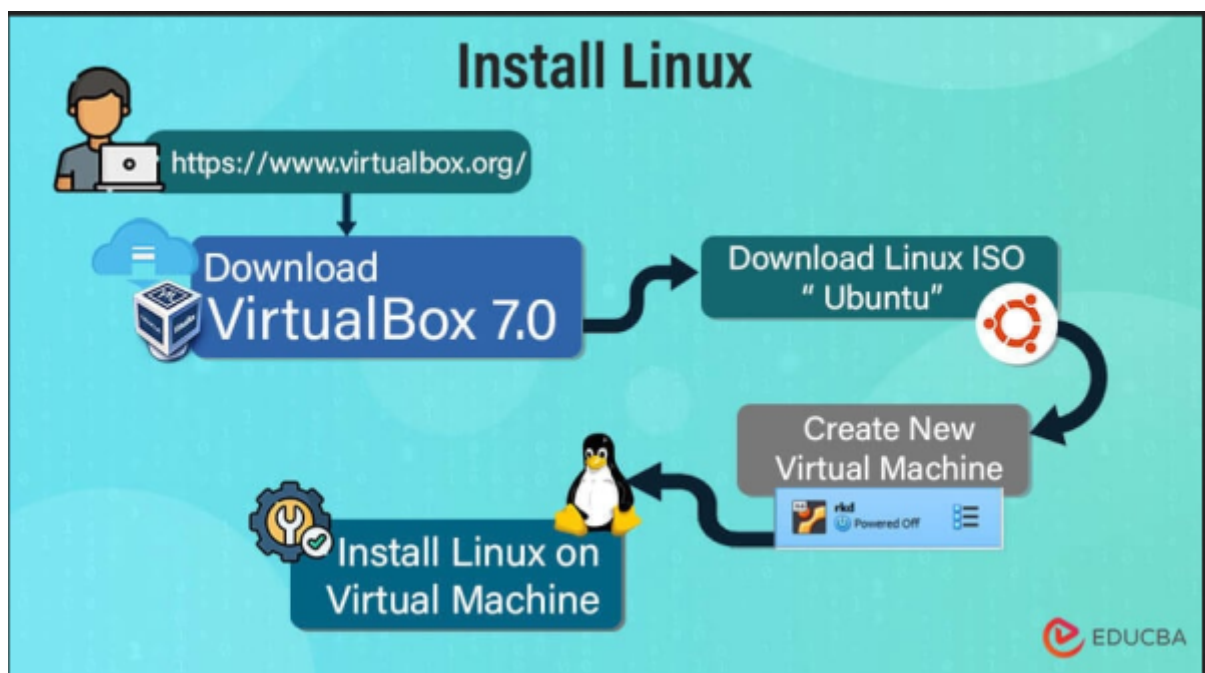 Install Linux
https://www.virtualbox.org/
Download
VirtualBox 7.0
Download Linux ISO
“ Ubuntu”
Create New
Virtual Machine
rkd
Powered Off
Install Linux on
Virtual Machine
EDUCBA